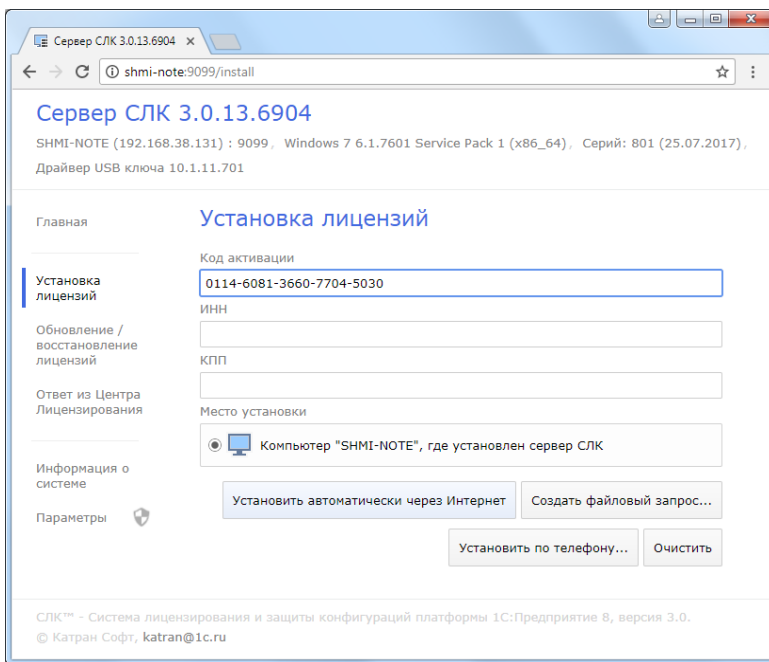 Сервер СЛК 3.0.13.6904
shmi-note:9099/install
Сервер СЛК 3.0.13.6904
SHMI-NOTE (192.168.38.131) : 9099, Windows 7 6.1.7601 Service Pack 1 (x86_64), Серий: 801 (25.07.2017),
Драйвер USB ключа 10.1.11.701
Главная
Установка
лицензий
Обновление /
восстановление
лицензий
Ответ из Центра
Лицензирования
Информация о
системе
Параметры
Установка лицензий
Код активации
0114-6081-3660-7704-5030
ИНН
КПП
Место установки
Компьютер "SHMI-NOTE", где установлен сервер СЛК
Установить автоматически через Интернет
Создать файловый запрос...
Установить по телефону...
Очистить
СЛК™ - Система лицензирования и защиты конфигураций платформы 1С:Предприятие 8, версия 3.0.
© Катран Софт, katran@1c.ru